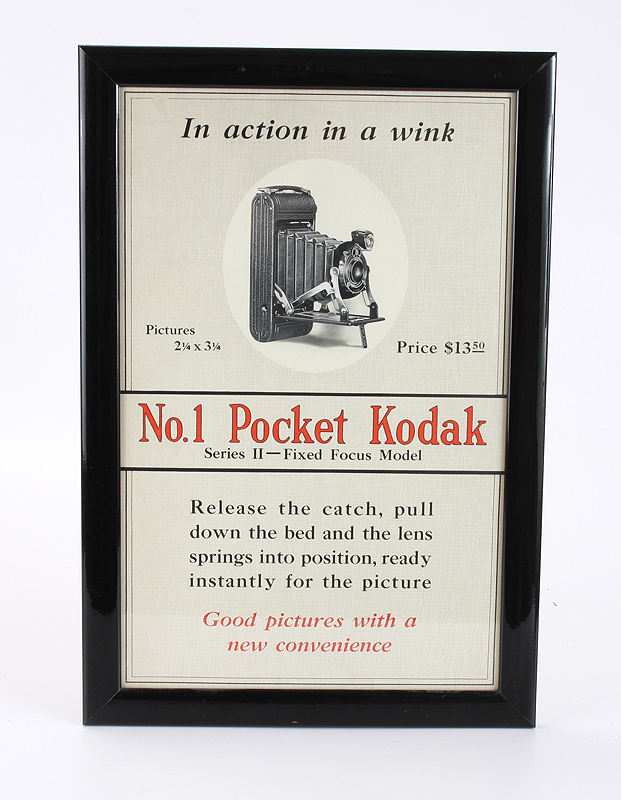 In action in a wink
Pictures
2¼ x 3¼
Price $13 50
No. 1 Pocket Kodak
Series II—Fixed Focus Model
Release the catch, pull
down the bed and the lens
springs into position, ready
instantly for the picture
Good pictures with a
new convenience